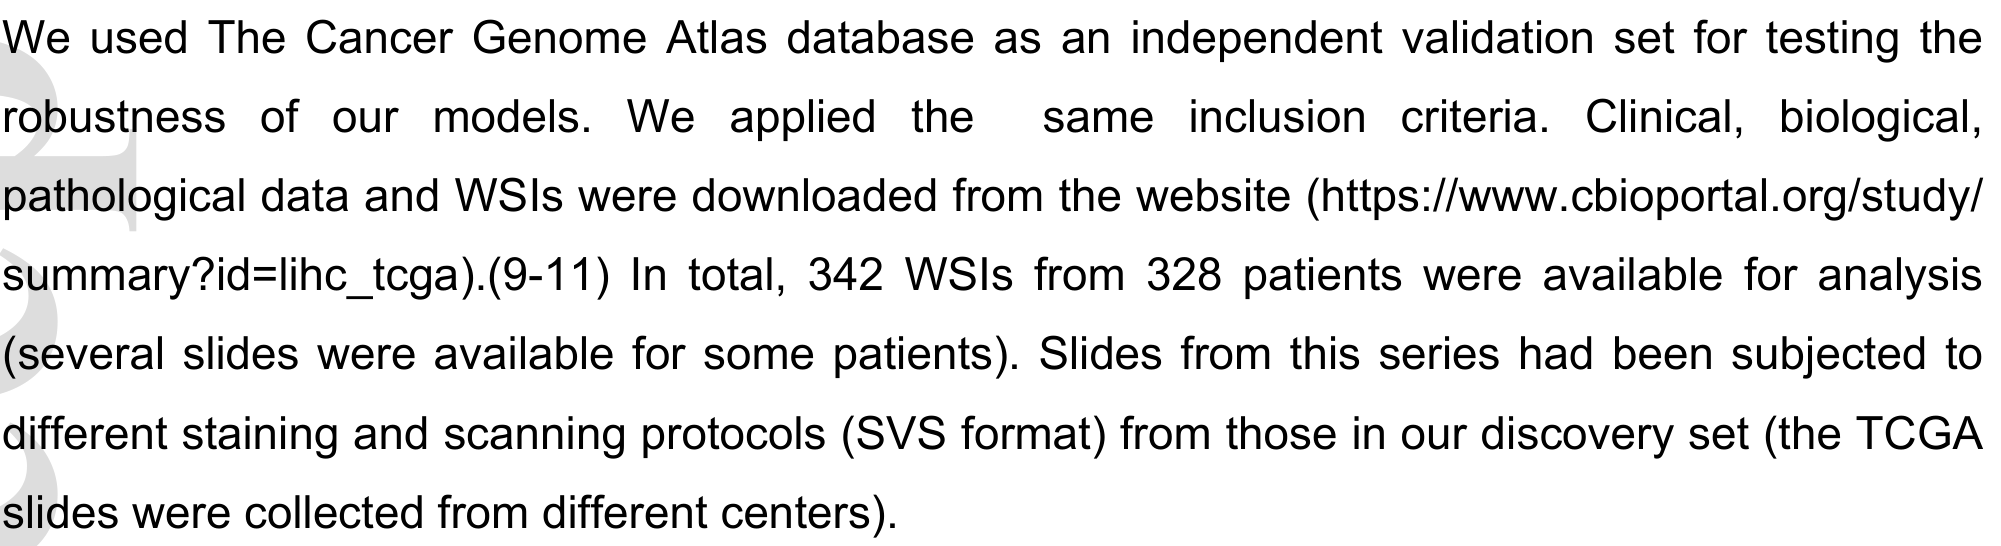 We used The Cancer Genome Atlas database as an independent validation set for testing the
robustness of our models. We applied the same inclusion criteria. Clinical, biological,
pathological data and WSIs were downloaded from the website (https://www.cbioportal.org/study/
summary?id=lihc_tcga).(9-11) In total, 342 WSIs from 328 patients were available for analysis
(several slides were available for some patients). Slides from this series had been subjected to
different staining and scanning protocols (SVS format) from those in our discovery set (the TCGA
slides were collected from different centers).